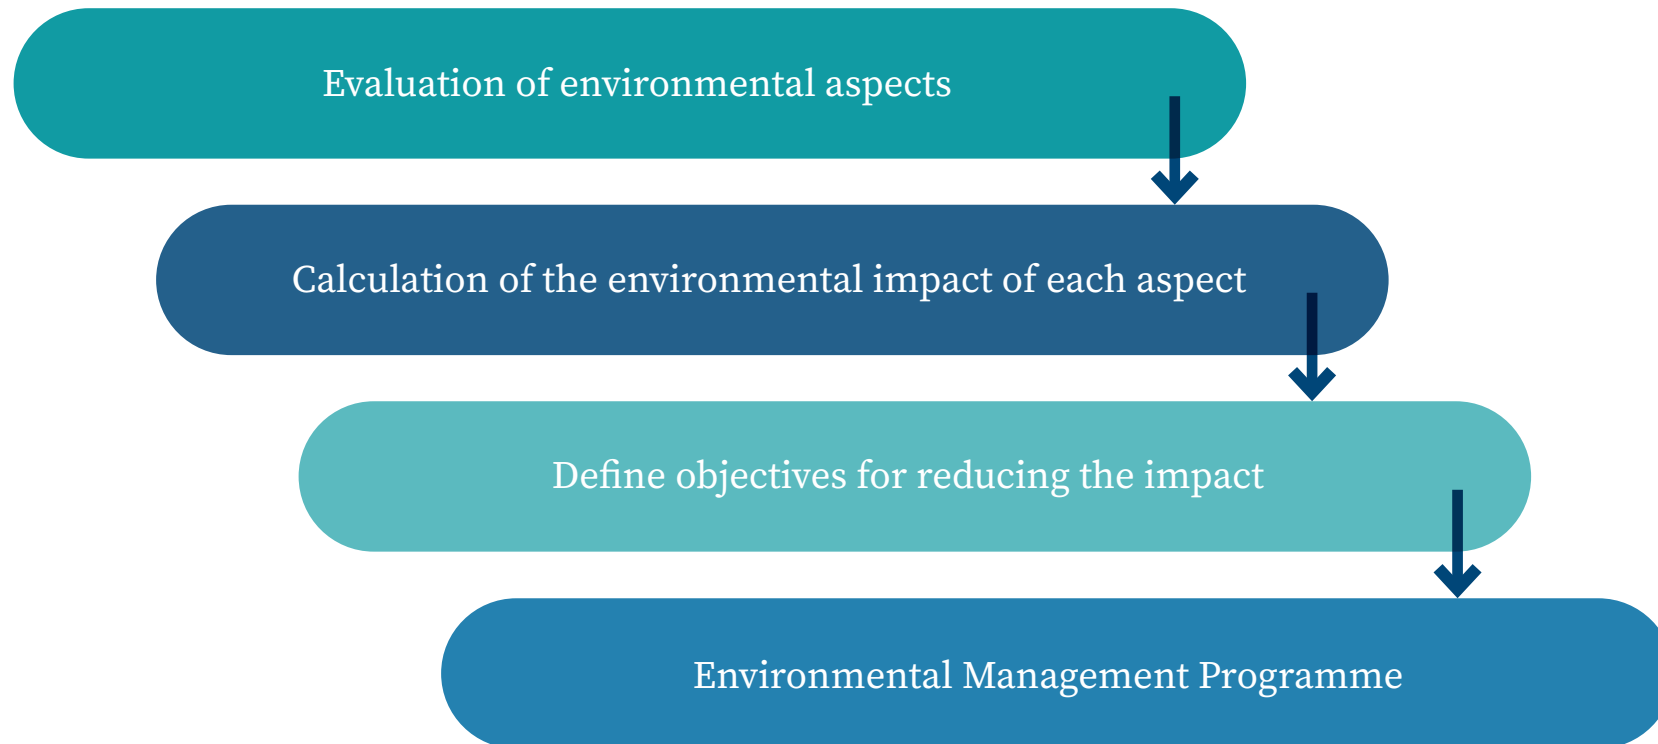 Evaluation of environmental aspects
Calculation of the environmental impact of each aspect
Define objectives for reducing the impact
Environmental Management Programme